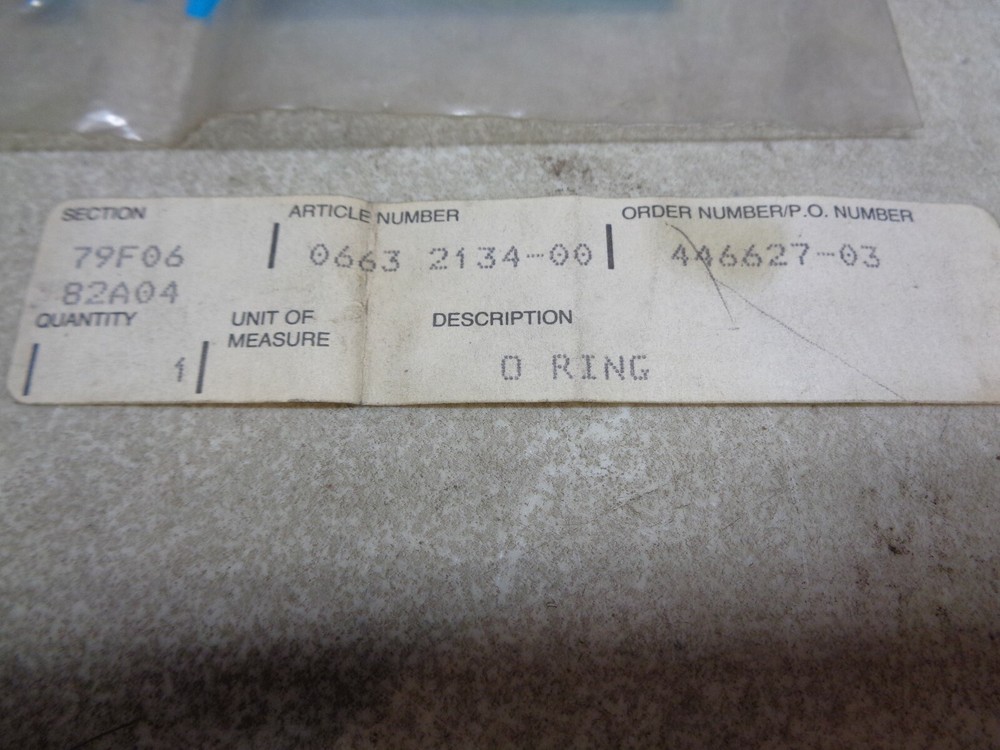 SECTION ARTICLE NUMBER ORDER NUMBER/P.O. NUMBER
79F06 0663 2134-00 446627-03
82A04
QUANTITY UNIT OF MEASURE DESCRIPTION
1 O RING